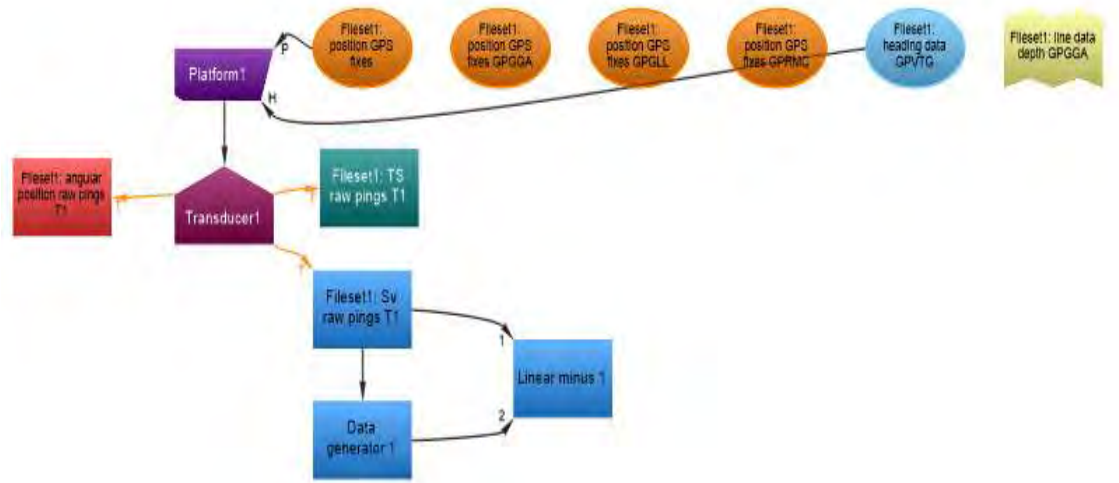 Fileset1:
position GPS
fixes
Fileset1:
position GPS
fixes GPGGA
Fileset1:
position GPS
fixes GPGLL
Fileset1:
position GPS
fixes GPRMC
Fileset1:
heading data
GPVTG
Fileset1: line data
depth GPGGA
P
Platform1
H
Fileset1: angular
position raw pings
T1
T
Transducer1
T
Fileset1: TS
raw pings T1
T
Fileset1: Sv
raw pings T1
1
Linear minus 1
2
Data
generator 1